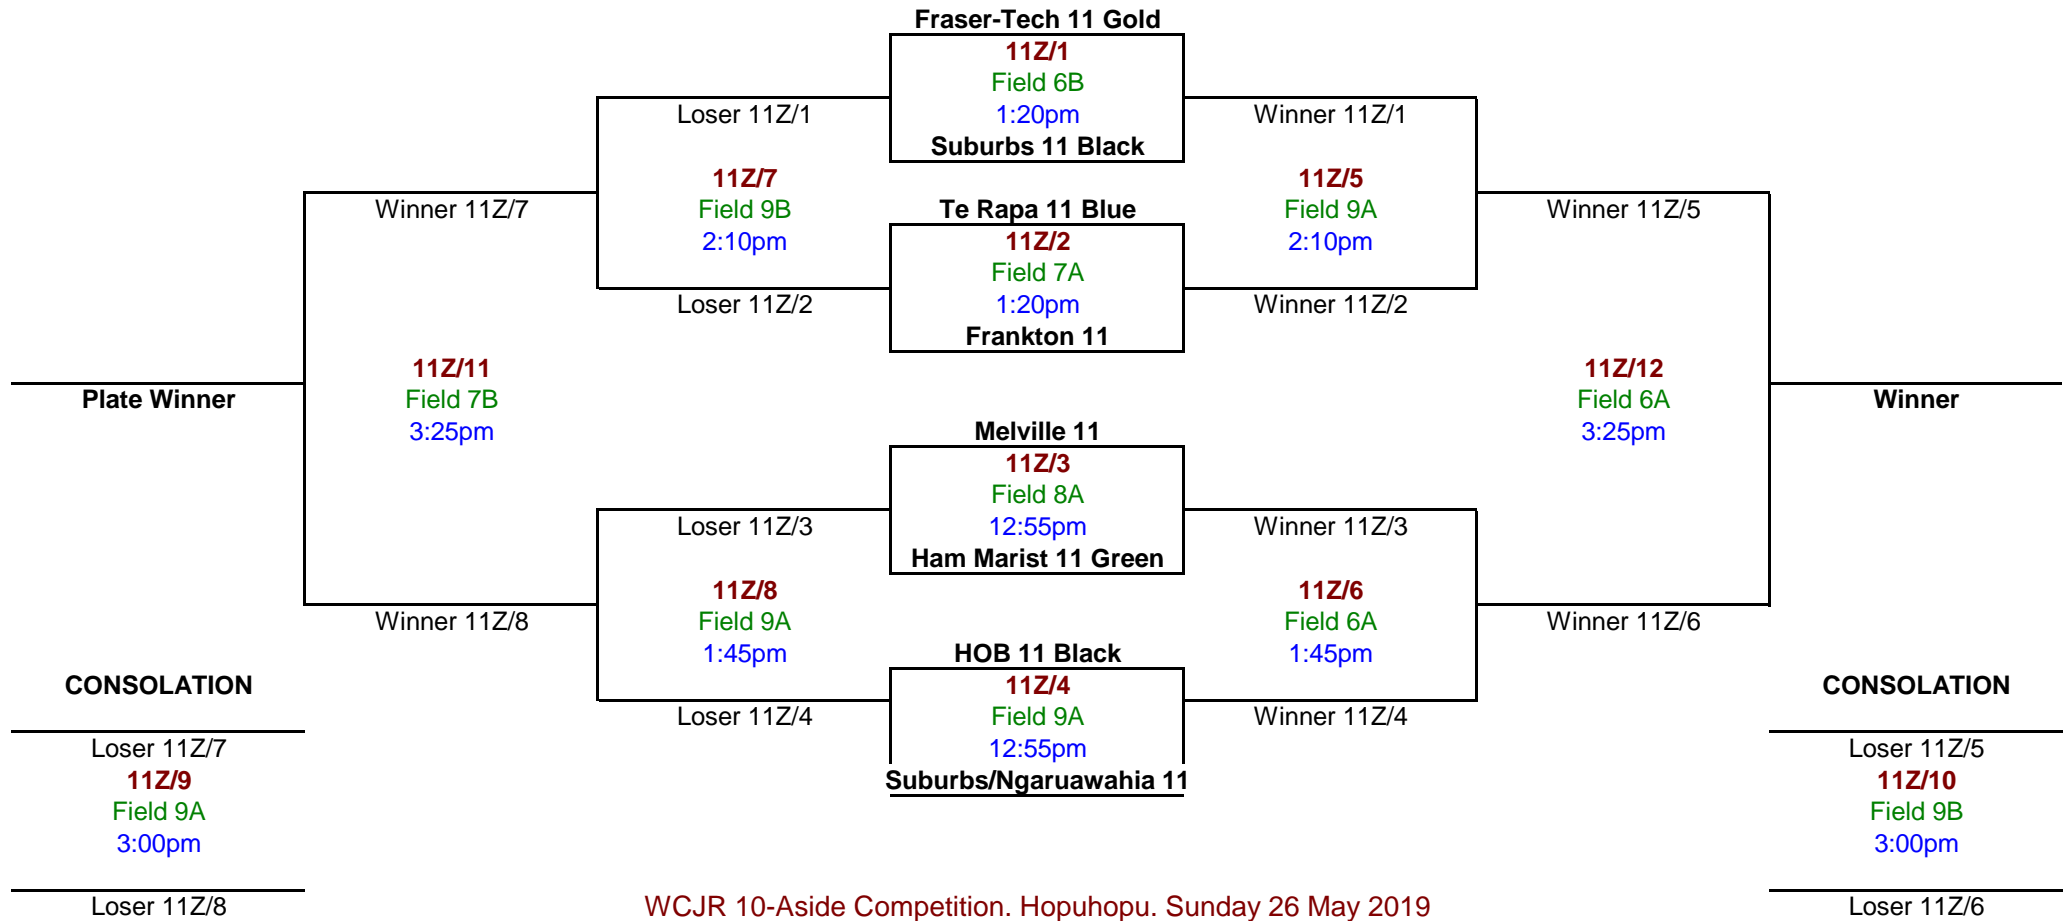 Fraser-Tech 11 Gold
11Z/1
Field 6B
1:20pm
Suburbs 11 Black
Loser 11Z/1
Winner 11Z/1
11Z/7
Field 9B
2:10pm
11Z/5
Field 9A
2:10pm
Winner 11Z/7
Winner 11Z/5
Te Rapa 11 Blue
11Z/2
Field 7A
1:20pm
Frankton 11
Loser 11Z/2
Winner 11Z/2
11Z/11
Field 7B
3:25pm
11Z/12
Field 6A
3:25pm
Plate Winner
Winner
Melville 11
11Z/3
Field 8A
12:55pm
Ham Marist 11 Green
Loser 11Z/3
Winner 11Z/3
11Z/8
Field 9A
1:45pm
11Z/6
Field 6A
1:45pm
Winner 11Z/8
Winner 11Z/6
HOB 11 Black
11Z/4
Field 9A
12:55pm
Suburbs/Ngaruawahia 11
Loser 11Z/4
Winner 11Z/4
CONSOLATION
Loser 11Z/7
11Z/9
Field 9A
3:00pm
Loser 11Z/8
CONSOLATION
Loser 11Z/5
11Z/10
Field 9B
3:00pm
Loser 11Z/6
WCJR 10-Aside Competition. Hopuhopu. Sunday 26 May 2019